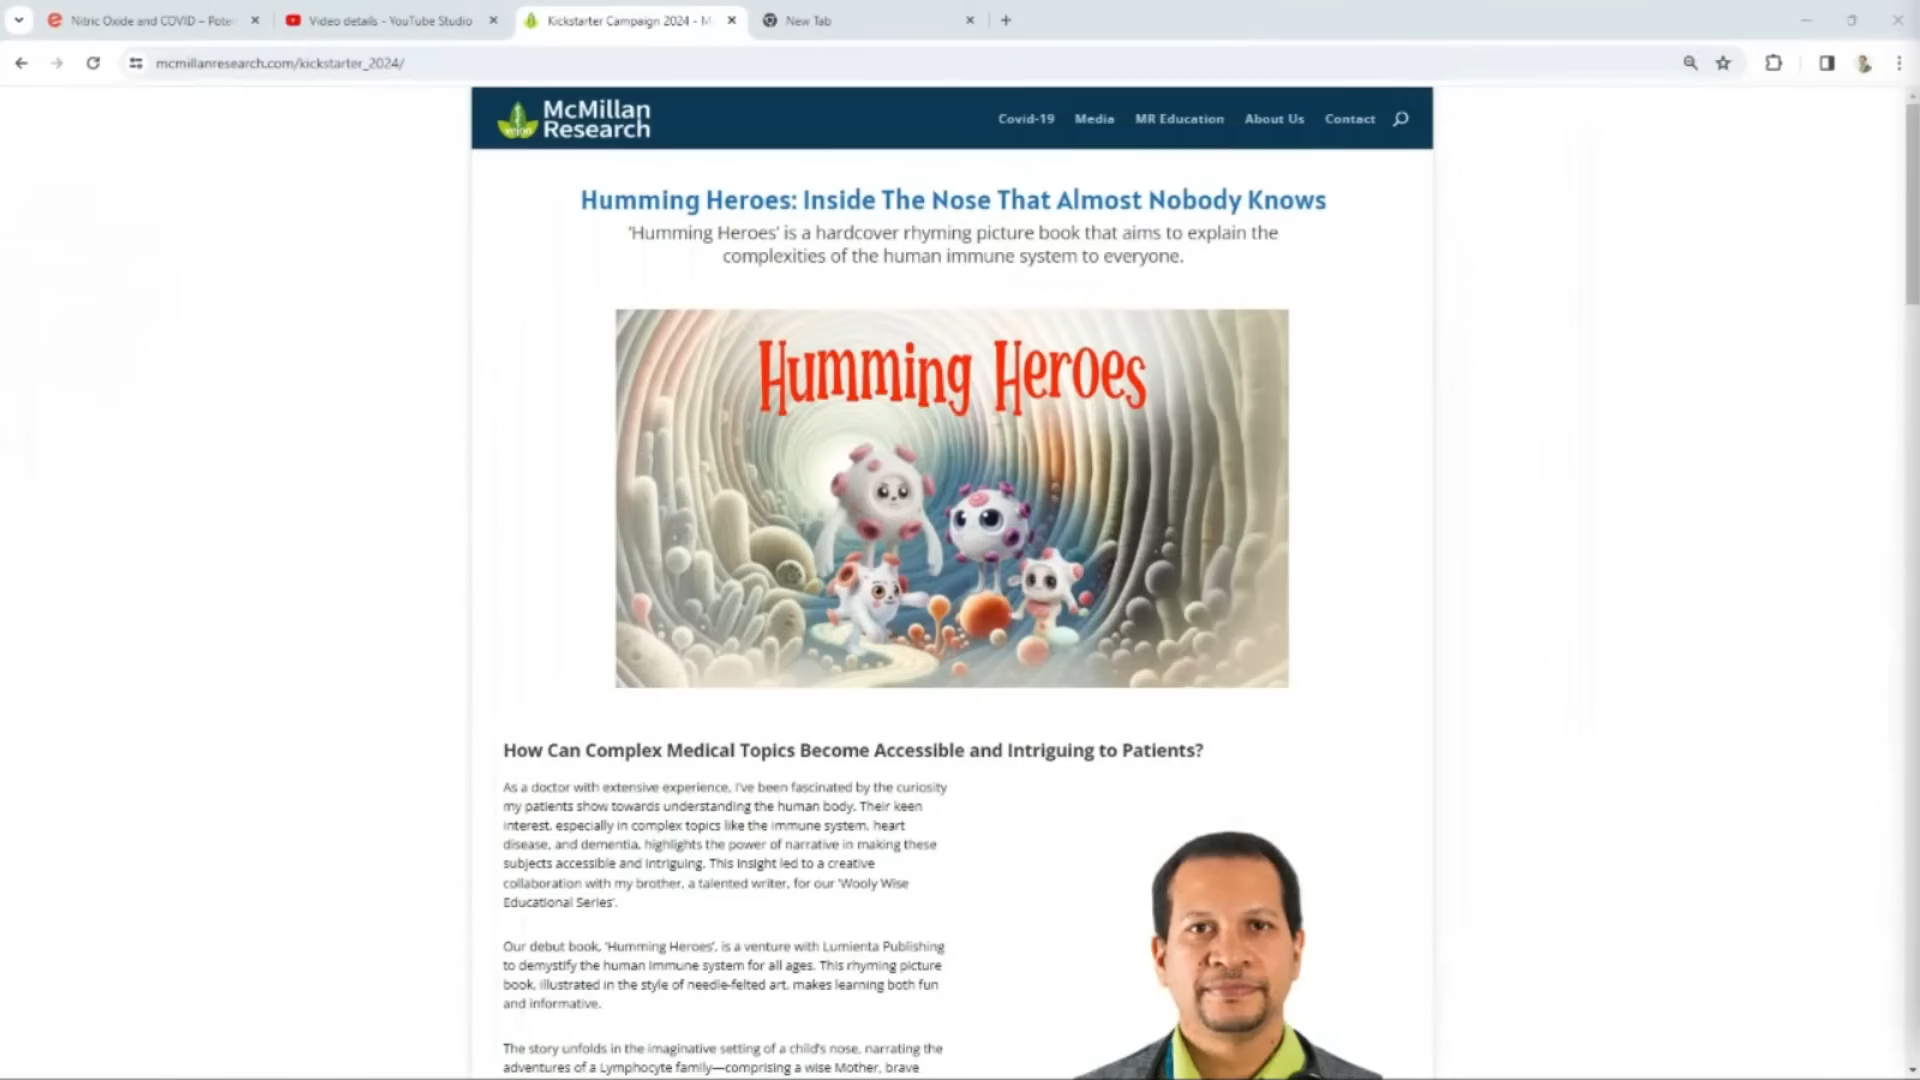 Nitric Oxide and COVID – Pote
Video details - YouTube Studio
Kickstarter Campaign 2024 - M
New Tab
mcmillanresearch.com/kickstarter_2024/
McMillan
Research
Covid-19
Media
MR Education
About Us
Contact
Humming Heroes: Inside The Nose That Almost Nobody Knows
'Humming Heroes' is a hardcover rhyming picture book that aims to explain the
complexities of the human immune system to everyone.
Humming Heroes
How Can Complex Medical Topics Become Accessible and Intriguing to Patients?
As a doctor with extensive experience, I've been fascinated by the curiosity
my patients show towards understanding the human body. Their keen
interest, especially in complex topics like the immune system, heart
disease, and dementia, highlights the power of narrative in making these
subjects accessible and intriguing. This insight led to a creative
collaboration with my brother, a talented writer, for our 'Wooly Wise
Educational Series'.
Our debut book, 'Humming Heroes', is a venture with Lumienta Publishing
to demystify the human immune system for all ages. This rhyming picture
book, illustrated in the style of needle-felted art, makes learning both fun
and informative.
The story unfolds in the imaginative setting of a child's nose, narrating the
adventures of a Lymphocyte family—comprising a wise Mother, brave